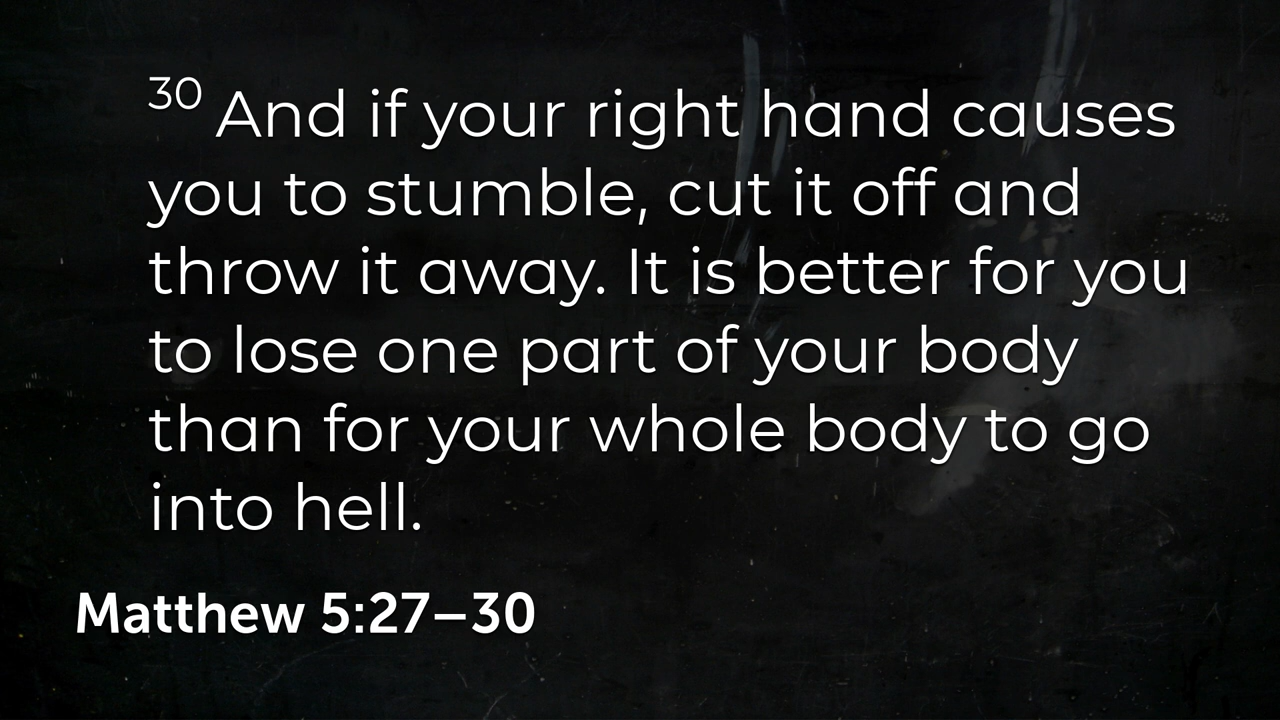 30 And if your right hand causes
you to stumble, cut it off and
throw it away. It is better for you
to lose one part of your body
than for your whole body to go
into hell.
Matthew 5:27–30